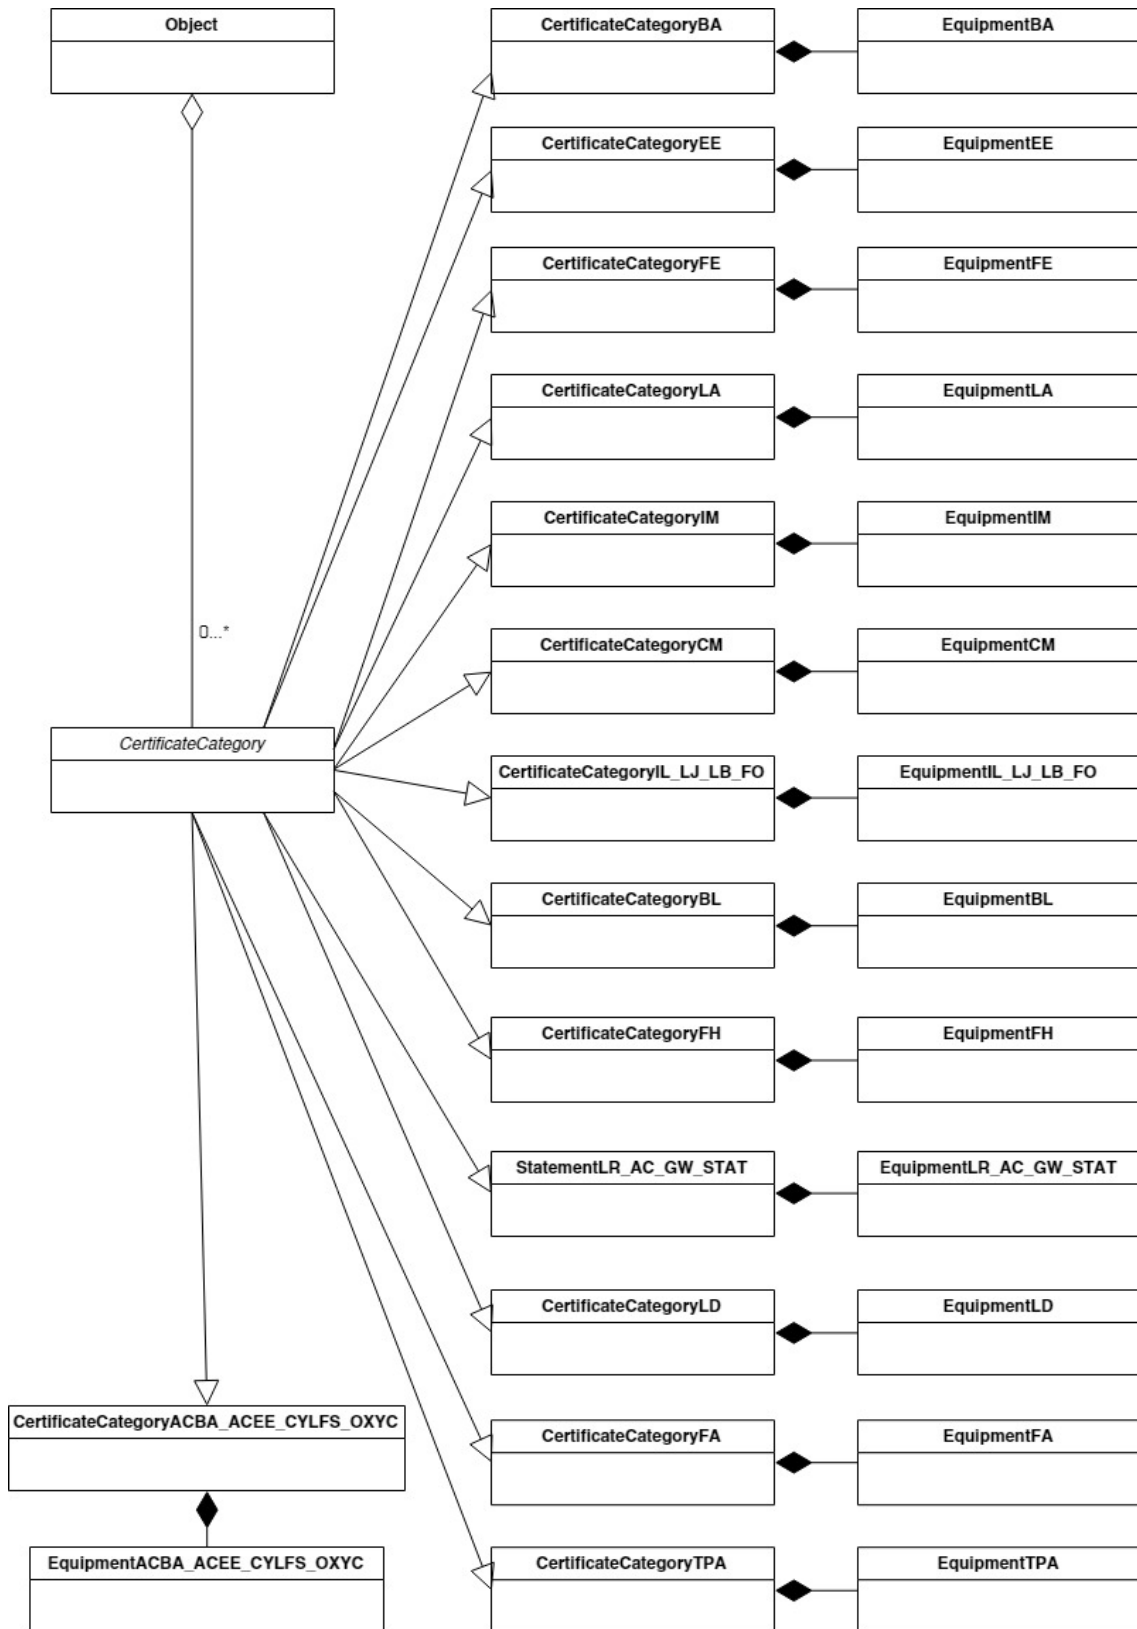 Object
CertificateCategoryBA
EquipmentBA
CertificateCategoryEE
EquipmentEE
CertificateCategoryFE
EquipmentFE
CertificateCategoryLA
EquipmentLA
CertificateCategoryIM
EquipmentIM
0...*
CertificateCategoryCM
EquipmentCM
CertificateCategory
CertificateCategoryIL_LJ_LB_FO
EquipmentIL_LJ_LB_FO
CertificateCategoryBL
EquipmentBL
CertificateCategoryFH
EquipmentFH
StatementLR_AC_GW_STAT
EquipmentLR_AC_GW_STAT
CertificateCategoryLD
EquipmentLD
CertificateCategoryACBA_ACEE_CYLFS_OXYC
CertificateCategoryFA
EquipmentFA
EquipmentACBA_ACEE_CYLFS_OXYC
CertificateCategoryTPA
EquipmentTPA